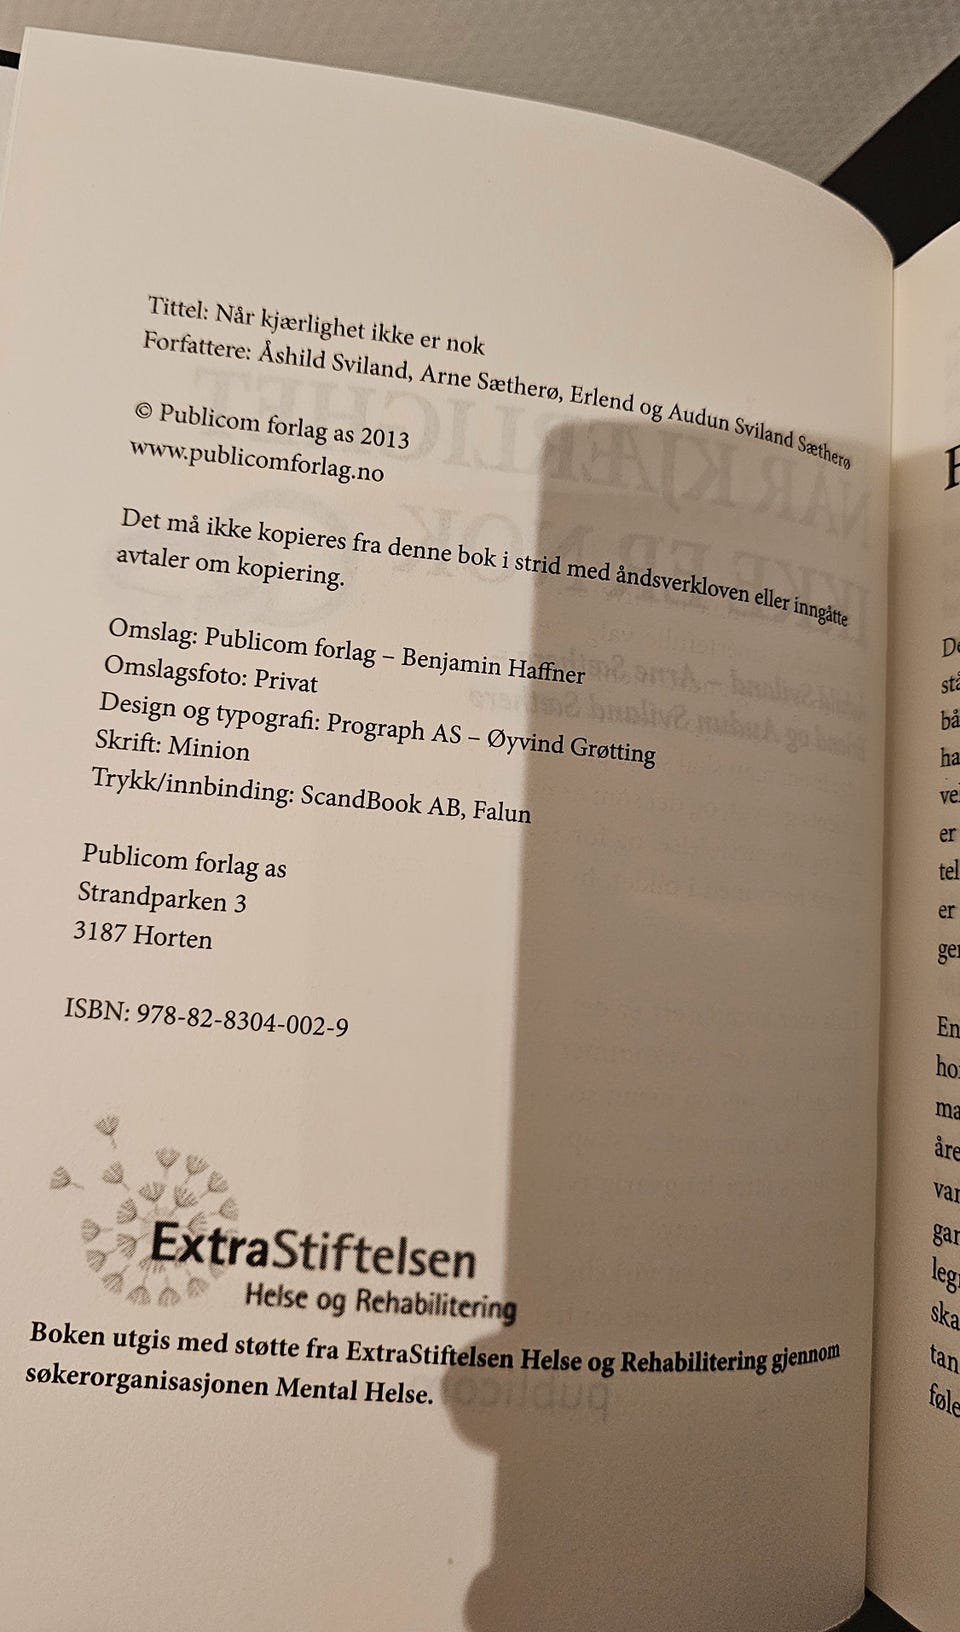 Tittel: Når kjærlighet ikke er nok
Forfattere: Åshild Sviland, Arne Sætherø, Erlend og Audun Sviland Sætherø
© Publicom forlag as 2013
www.publicomforlag.no
Det må ikke kopieres fra denne bok i strid med åndsverkloven eller inngåtte
avtaler om kopiering.
Omslag: Publicom forlag – Benjamin Haffner
Omslagsfoto: Privat
Design og typografi: Prograph AS – Øyvind Grøtting
Skrift: Minion
Trykk/innbinding: ScandBook AB, Falun
Publicom forlag as
Strandparken 3
3187 Horten
ISBN: 978-82-8304-002-9
ExtraStiftelsen
Helse og Rehabilitering
Boken utgis med støtte fra ExtraStiftelsen Helse og Rehabilitering gjennom
søkerorganisasjonen Mental Helse.